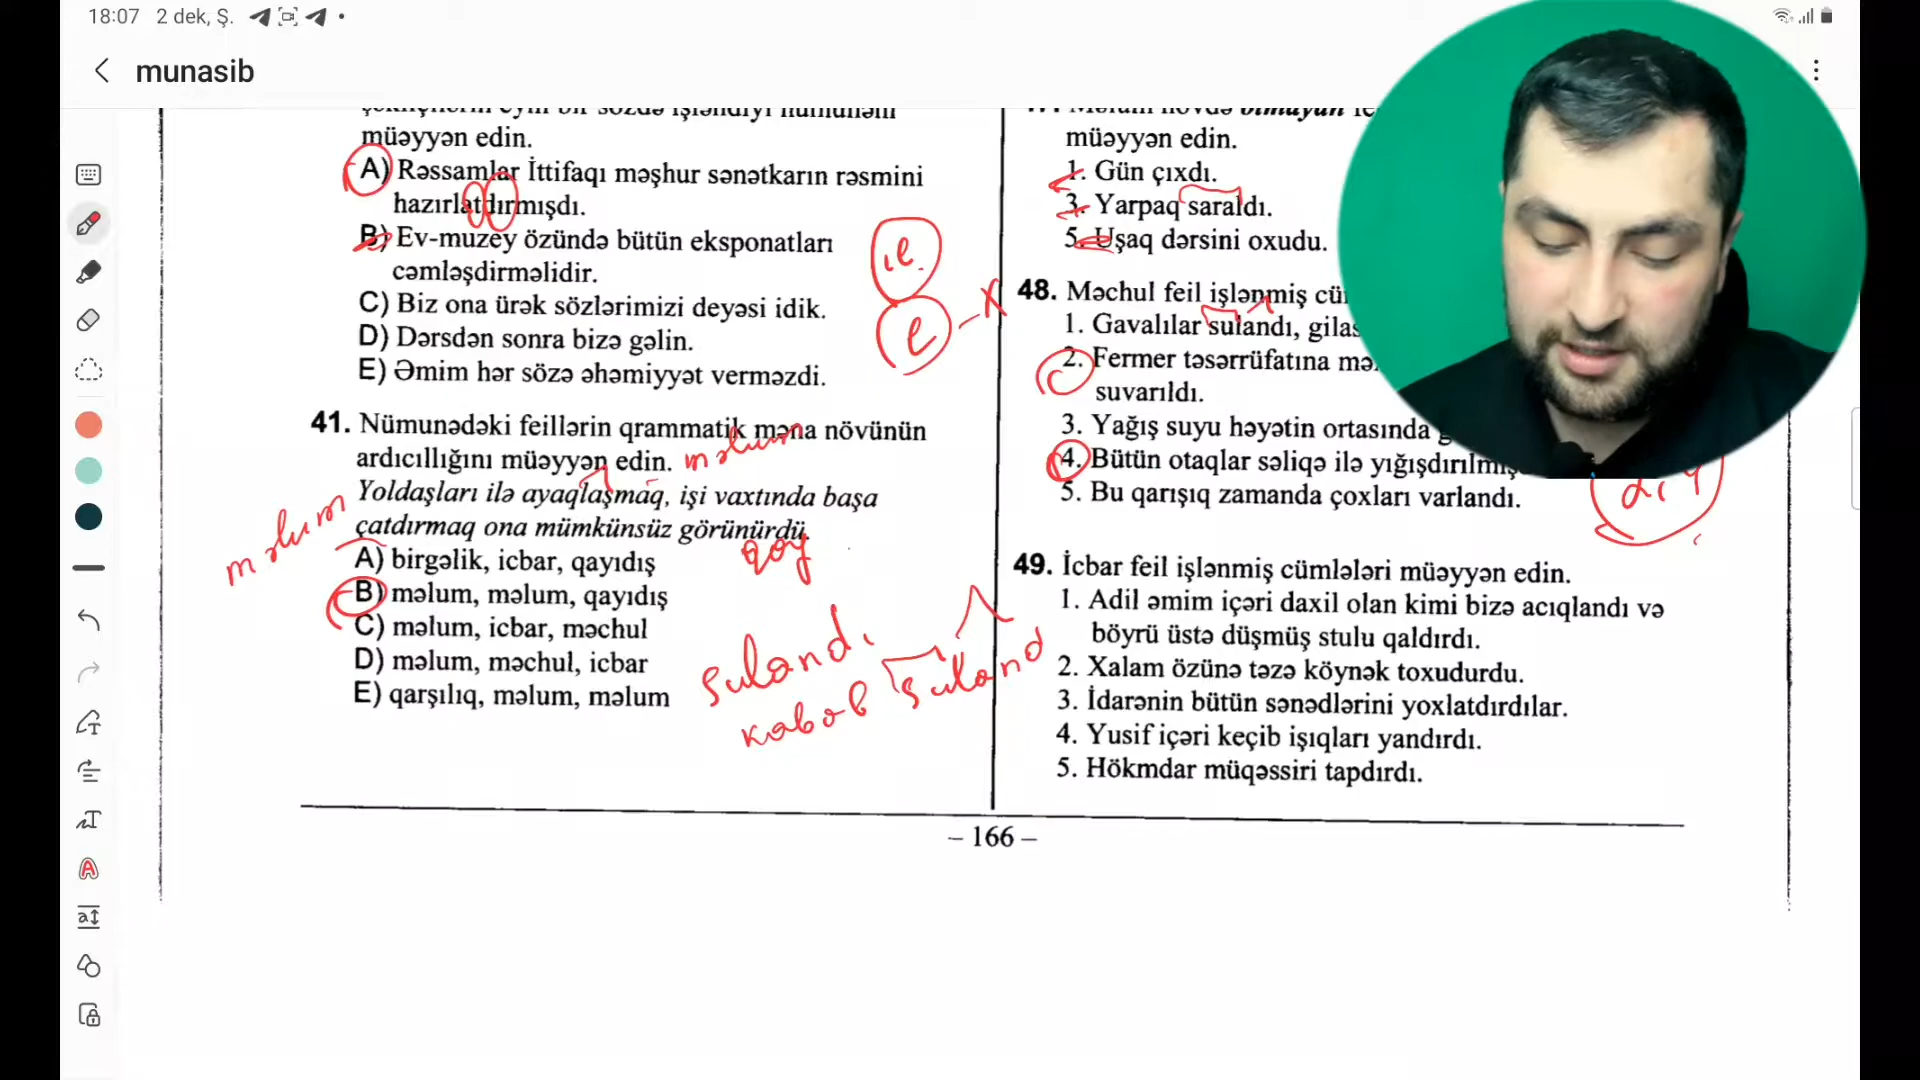 18:07 2 dek, Ş.
munasib
müəyyən edin.
A) Rəssamlar İttifaqı məşhur sənətkarın rəsmini
hazırlatdırmışdı.
B) Ev-muzey özündə bütün eksponatları
cəmləşdirməlidir.
C) Biz ona ürək sözlərimizi deyəsi idik.
D) Dərsdən sonra bizə gəlin.
E) Əmim hər sözə əhəmiyyət verməzdi.
41. Nümunədəki feillərin qrammatik məna növünün
ardıcıllığını müəyyən edin. məlum
Yoldaşları ilə ayaqlaşmaq, işi vaxtında başa
çatdırmaq ona mümkünsüz görünürdü.
məlum
qay
A) birgəlik, icbar, qayıdış
B) məlum, məlum, qayıdış
C) məlum, icbar, məchul
D) məlum, məchul, icbar
E) qarşılıq, məlum, məlum
sulandı
kabab suland
müəyyən edin.
1. Gün çıxdı.
3. Yarpaq saraldı.
5. Uşaq dərsini oxudu.
48. Məchul feil işlənmiş
1. Gavalılar sulandı,
2. Fermer təsərrüfatına
suvarıldı.
3. Yağış suyu həyətin ortasında
4. Bütün otaqlar səliqə ilə
5. Bu qarışıq zamanda çoxları varlandı.
49. İcbar feil işlənmiş cümlələri müəyyən edin.
1. Adil əmim içəri daxil olan kimi bizə acıqlandı və
böyrü üstə düşmüş stulu qaldırdı.
2. Xalam özünə təzə köynək toxudurdu.
3. İdarənin bütün sənədlərini yoxlatdırdılar.
4. Yusif içəri keçib işıqları yandırdı.
5. Hökmdar müqəssiri tapdırdı.
– 166 –